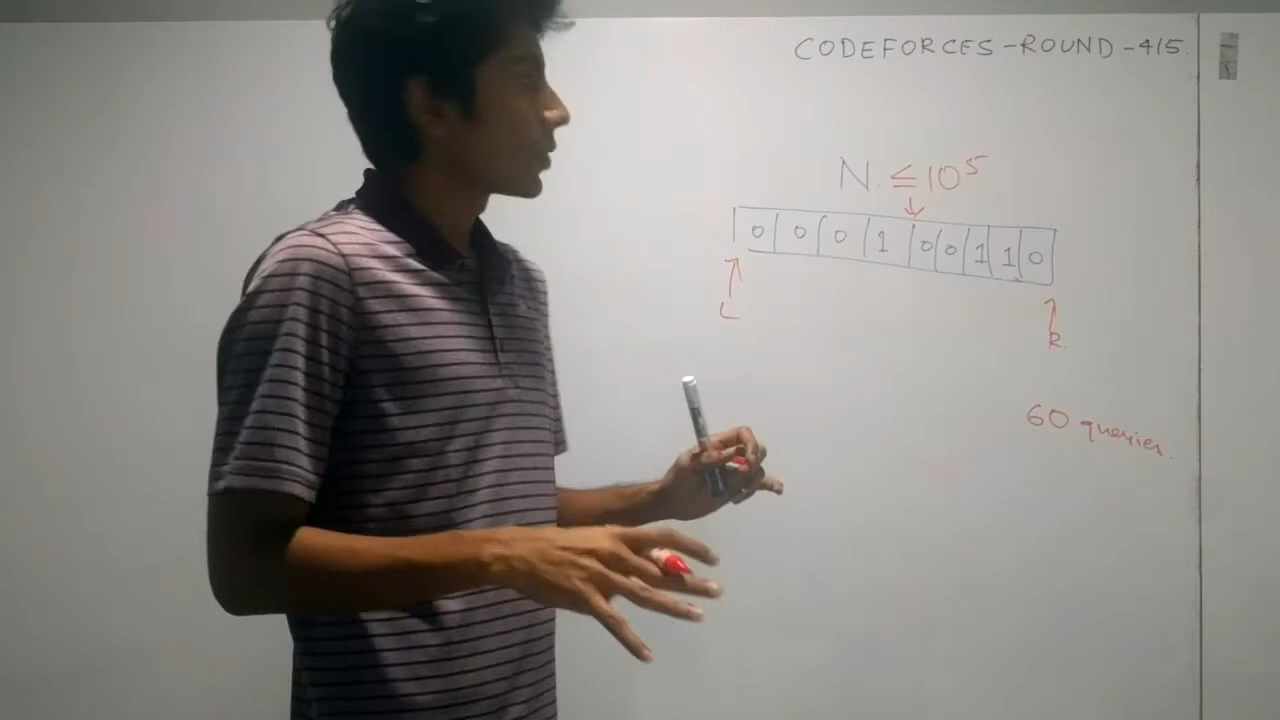 CODEFORCES-ROUND-415.
N ≤ 10⁵
0 0 0 1 0 0 1 1 0
L
R
60 queries.